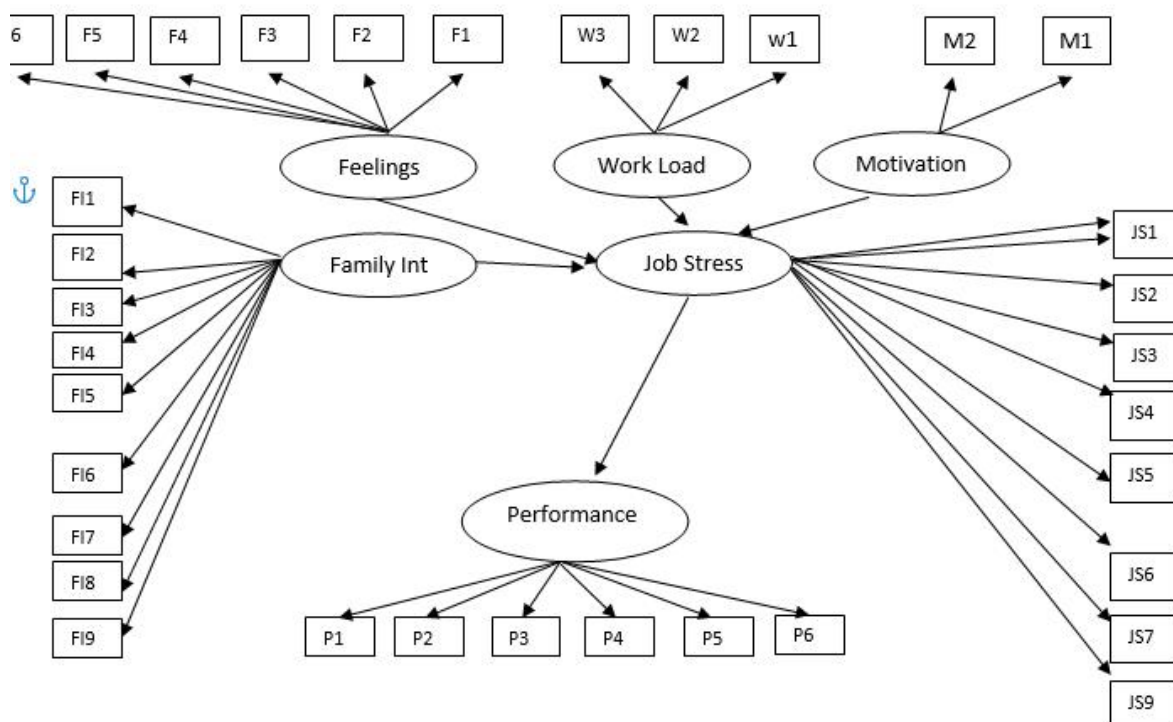 6
F5
F4
F3
F2
F1
W3
W2
w1
M2
M1
Feelings
Work Load
Motivation
FI1
FI2
FI3
FI4
FI5
FI6
FI7
FI8
FI9
Family Int
Job Stress
JS1
JS2
JS3
JS4
JS5
JS6
JS7
JS9
Performance
P1
P2
P3
P4
P5
P6